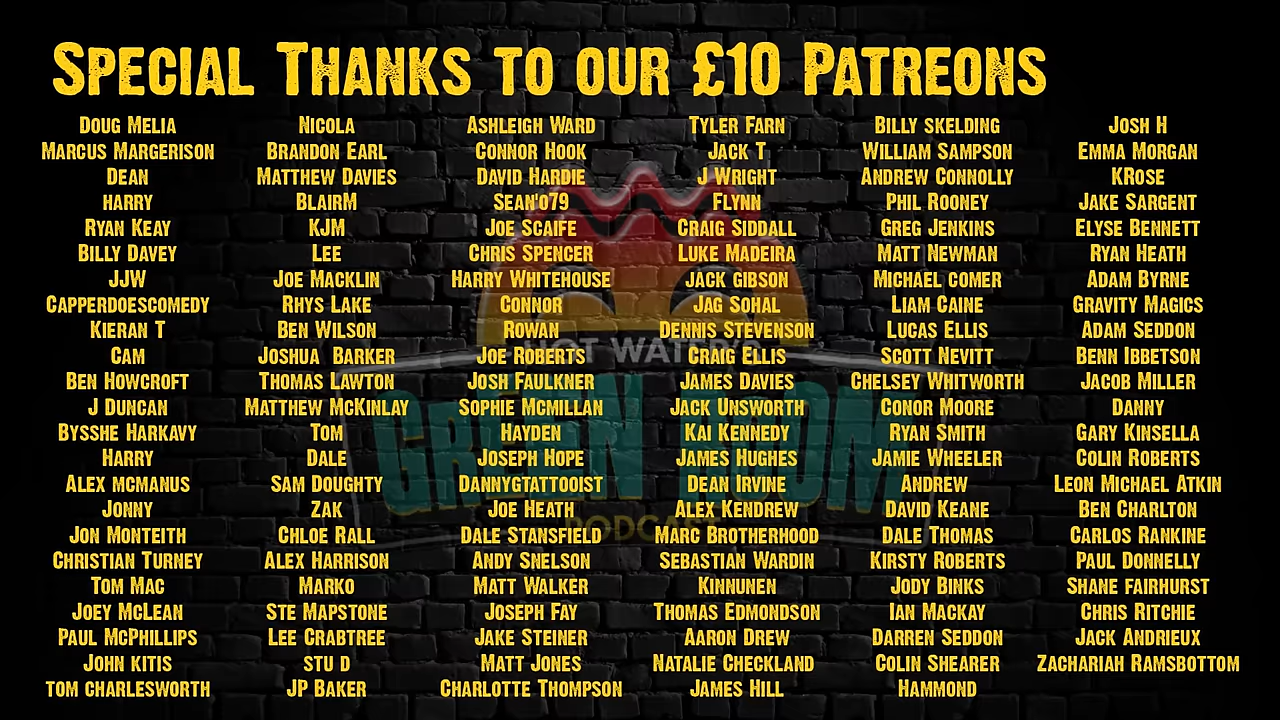 Special Thanks to our £10 Patreons
Doug Melia
Marcus Margerison
Dean
harry
Ryan Keay
Billy Davey
JJW
Capperdoescomedy
Kieran T
Cam
Ben Howcroft
J Duncan
Bysshe Harkavy
Harry
Alex mcmanus
Jonny
Jon Monteith
Christian Turney
Tom Mac
Joey McLean
Paul McPhillips
John kitis
tom charlesworth
Nicola
Brandon Earl
Matthew Davies
BlairM
KJM
Lee
Joe Macklin
Rhys Lake
Ben Wilson
Joshua Barker
Thomas Lawton
Matthew McKinlay
Tom
Dale
Sam Doughty
Zak
Chloe Rall
Alex Harrison
Marko
Ste Mapstone
Lee Crabtree
stu d
JP Baker
Ashleigh Ward
Connor Hook
David Hardie
Sean'o79
Joe Scaife
Chris Spencer
Harry Whitehouse
Connor
Rowan
Joe Roberts
Josh Faulkner
Sophie Mcmillan
Hayden
Joseph Hope
Dannygtattooist
Joe Heath
Dale Stansfield
Andy Snelson
Matt Walker
Joseph Fay
Jake Steiner
Matt Jones
Charlotte Thompson
Tyler Farn
Jack T
J Wright
Flynn
Craig Siddall
Luke Madeira
Jack gibson
Jag Sohal
Dennis Stevenson
Craig Ellis
James Davies
Jack Unsworth
Kai Kennedy
James Hughes
Dean Irvine
Alex Kendrew
Marc Brotherhood
Sebastian Wardin
Kinnunen
Thomas Edmondson
Aaron Drew
Natalie Checkland
James Hill
Billy skelding
William Sampson
Andrew Connolly
Phil Rooney
Greg Jenkins
Matt Newman
Michael comer
Liam Caine
Lucas Ellis
Scott Nevitt
Chelsey Whitworth
Conor Moore
Ryan Smith
Jamie Wheeler
Andrew
David Keane
Dale Thomas
Kirsty Roberts
Jody Binks
Ian Mackay
Darren Seddon
Colin Shearer
Hammond
Josh H
Emma Morgan
KRose
Jake Sargent
Elyse Bennett
Ryan Heath
Adam Byrne
Gravity Magics
Adam Seddon
Benn Ibbetson
Jacob Miller
Danny
Gary Kinsella
Colin Roberts
Leon Michael Atkin
Ben Charlton
Carlos Rankine
Paul Donnelly
Shane fairhurst
Chris Ritchie
Jack Andrieux
Zachariah Ramsbottom
HOT WATER'S
GREEN ROOM
PODCAST